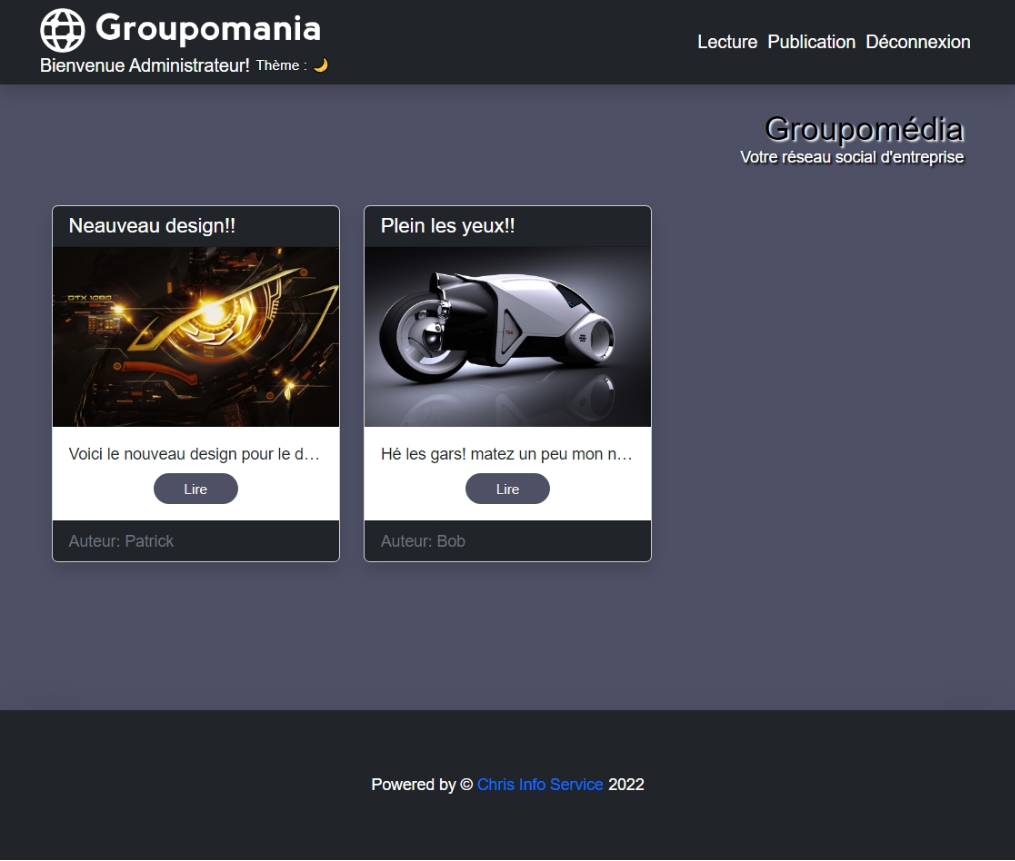 Groupomania
Bienvenue Administrateur! Thème : 🌙
Lecture Publication Déconnexion
Groupomédia
Votre réseau social d'entreprise
Neauveau design!!
GTX 1080
Voici le nouveau design pour le d…
Lire
Auteur: Patrick
Plein les yeux!!
Hé les gars! matez un peu mon n…
Lire
Auteur: Bob
Powered by © Chris Info Service 2022